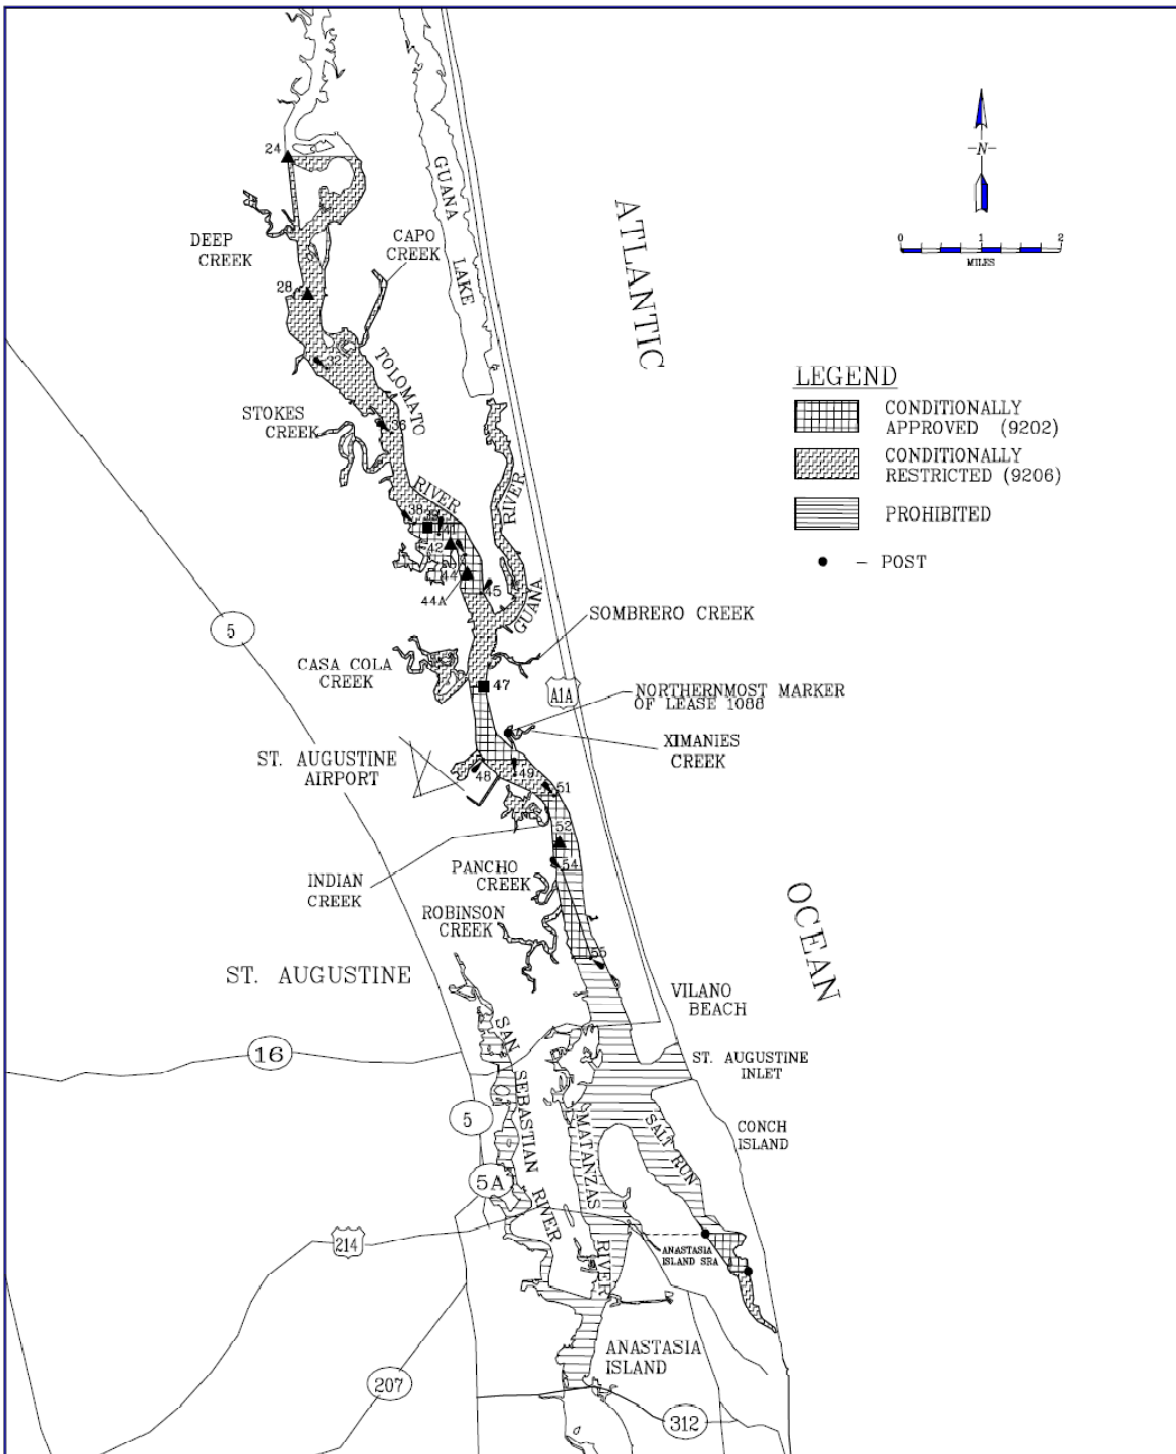 24
GUANA
LAKE
-N-
ATLANTIC
0 1 2
MILES
DEEP
CREEK
CAPO
CREEK
28
32
TOLOMATO
LEGEND
CONDITIONALLY
APPROVED (9202)
CONDITIONALLY
RESTRICTED (9206)
PROHIBITED
- POST
STOKES
CREEK
36
RIVER
RIVER
38
42
44
44A
45
GUANA
5
SOMBRERO CREEK
CASA COLA
CREEK
47
A1A
NORTHERNMOST MARKER
OF LEASE 1088
XIMANIES
CREEK
ST. AUGUSTINE
AIRPORT
48
49
51
52
54
INDIAN
CREEK
PANCHO
CREEK
ROBINSON
CREEK
OCEAN
55
ST. AUGUSTINE
VILANO
BEACH
16
SAN
SEBASTIAN
RIVER
ST. AUGUSTINE
INLET
5
MATANZAS
RIVER
SALT RUN
CONCH
ISLAND
5A
214
ANASTASIA
ISLAND SRA
ANASTASIA
ISLAND
207
312